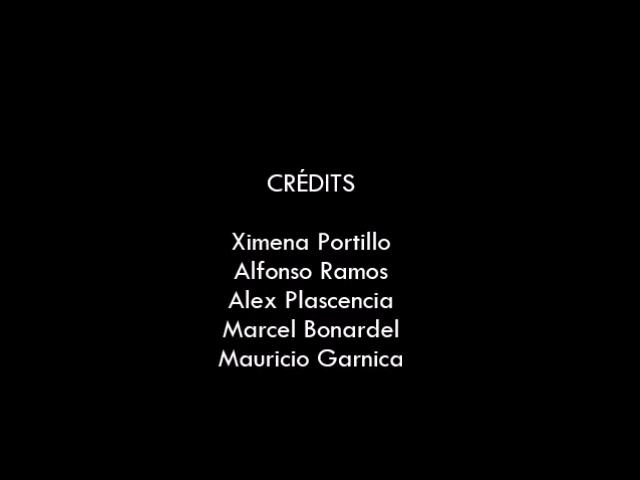 CRÉDITS
Ximena Portillo
Alfonso Ramos
Alex Plascencia
Marcel Bonardel
Mauricio Garnica